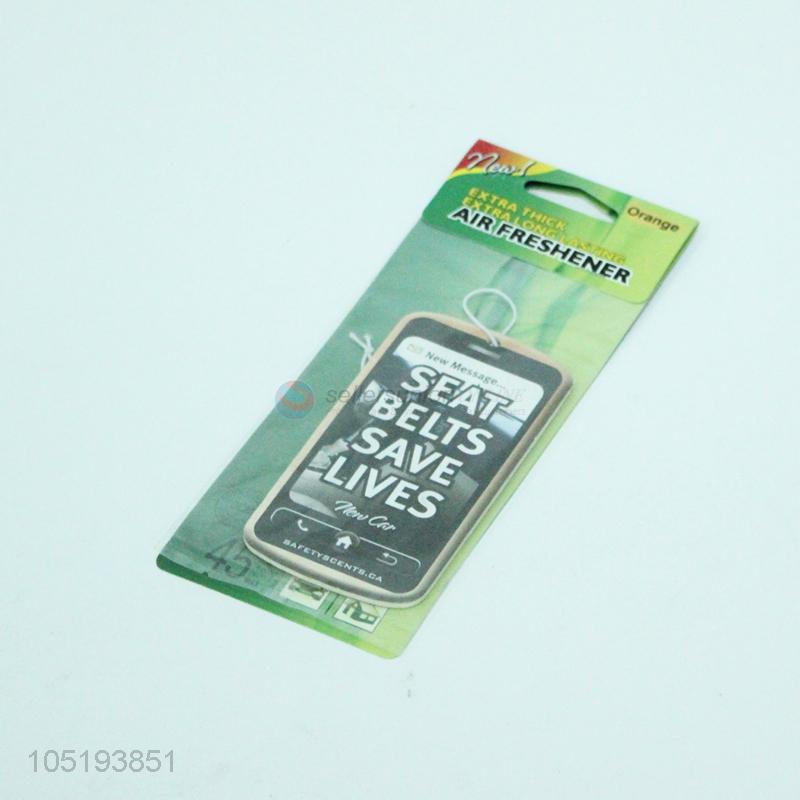 New!
EXTRA THICK
EXTRA LONG LASTING
AIR FRESHENER
Orange
New Message
SEAT
BELTS
SAVE
LIVES
New Car
SAFETYSCENTS.CA
45
105193851